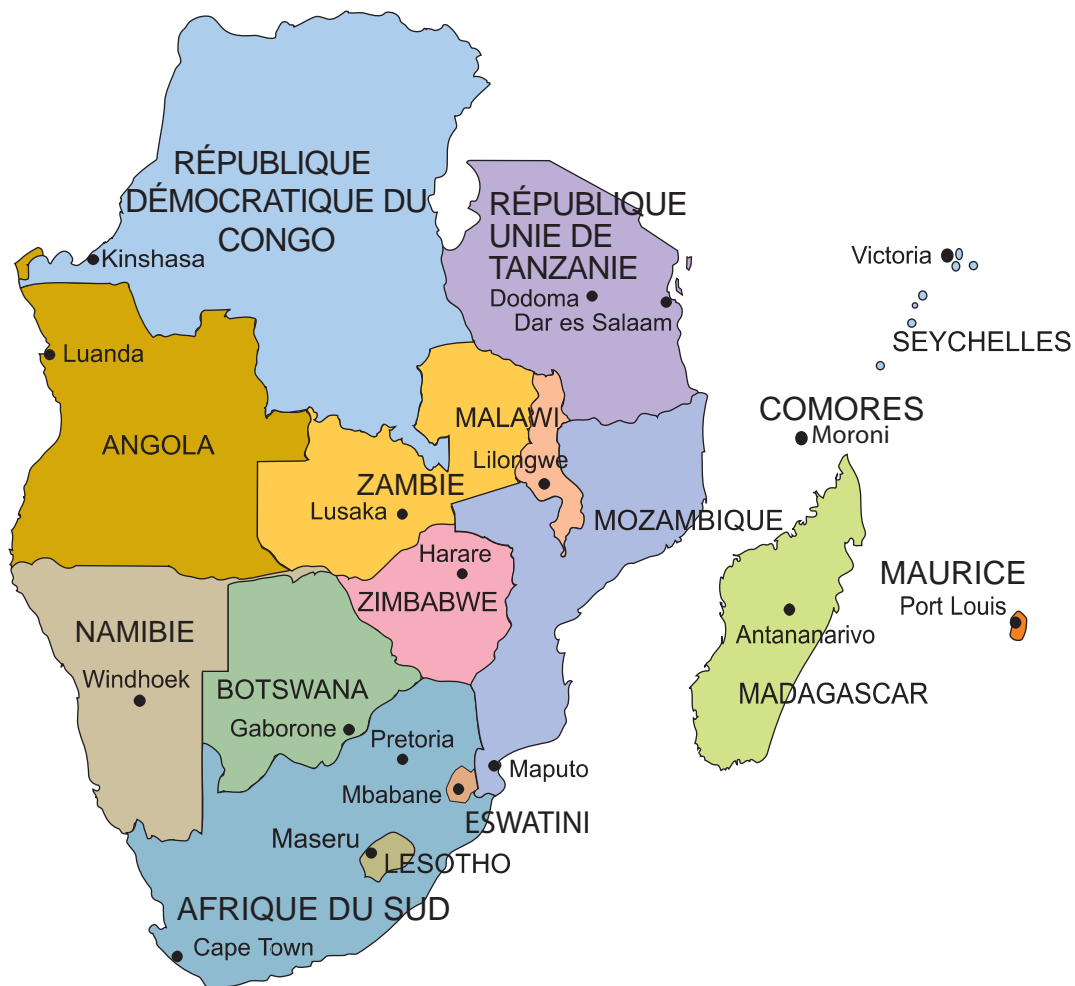 RÉPUBLIQUE
DÉMOCRATIQUE DU
CONGO
Kinshasa
RÉPUBLIQUE
UNIE DE
TANZANIE
Dodoma
Dar es Salaam
Victoria
SEYCHELLES
Luanda
ANGOLA
MALAWI
Lilongwe
COMORES
Moroni
ZAMBIE
Lusaka
MOZAMBIQUE
Harare
ZIMBABWE
MAURICE
Port Louis
Antananarivo
MADAGASCAR
NAMIBIE
Windhoek
BOTSWANA
Gaborone
Pretoria
Maputo
Mbabane
ESWATINI
Maseru
LESOTHO
AFRIQUE DU SUD
Cape Town